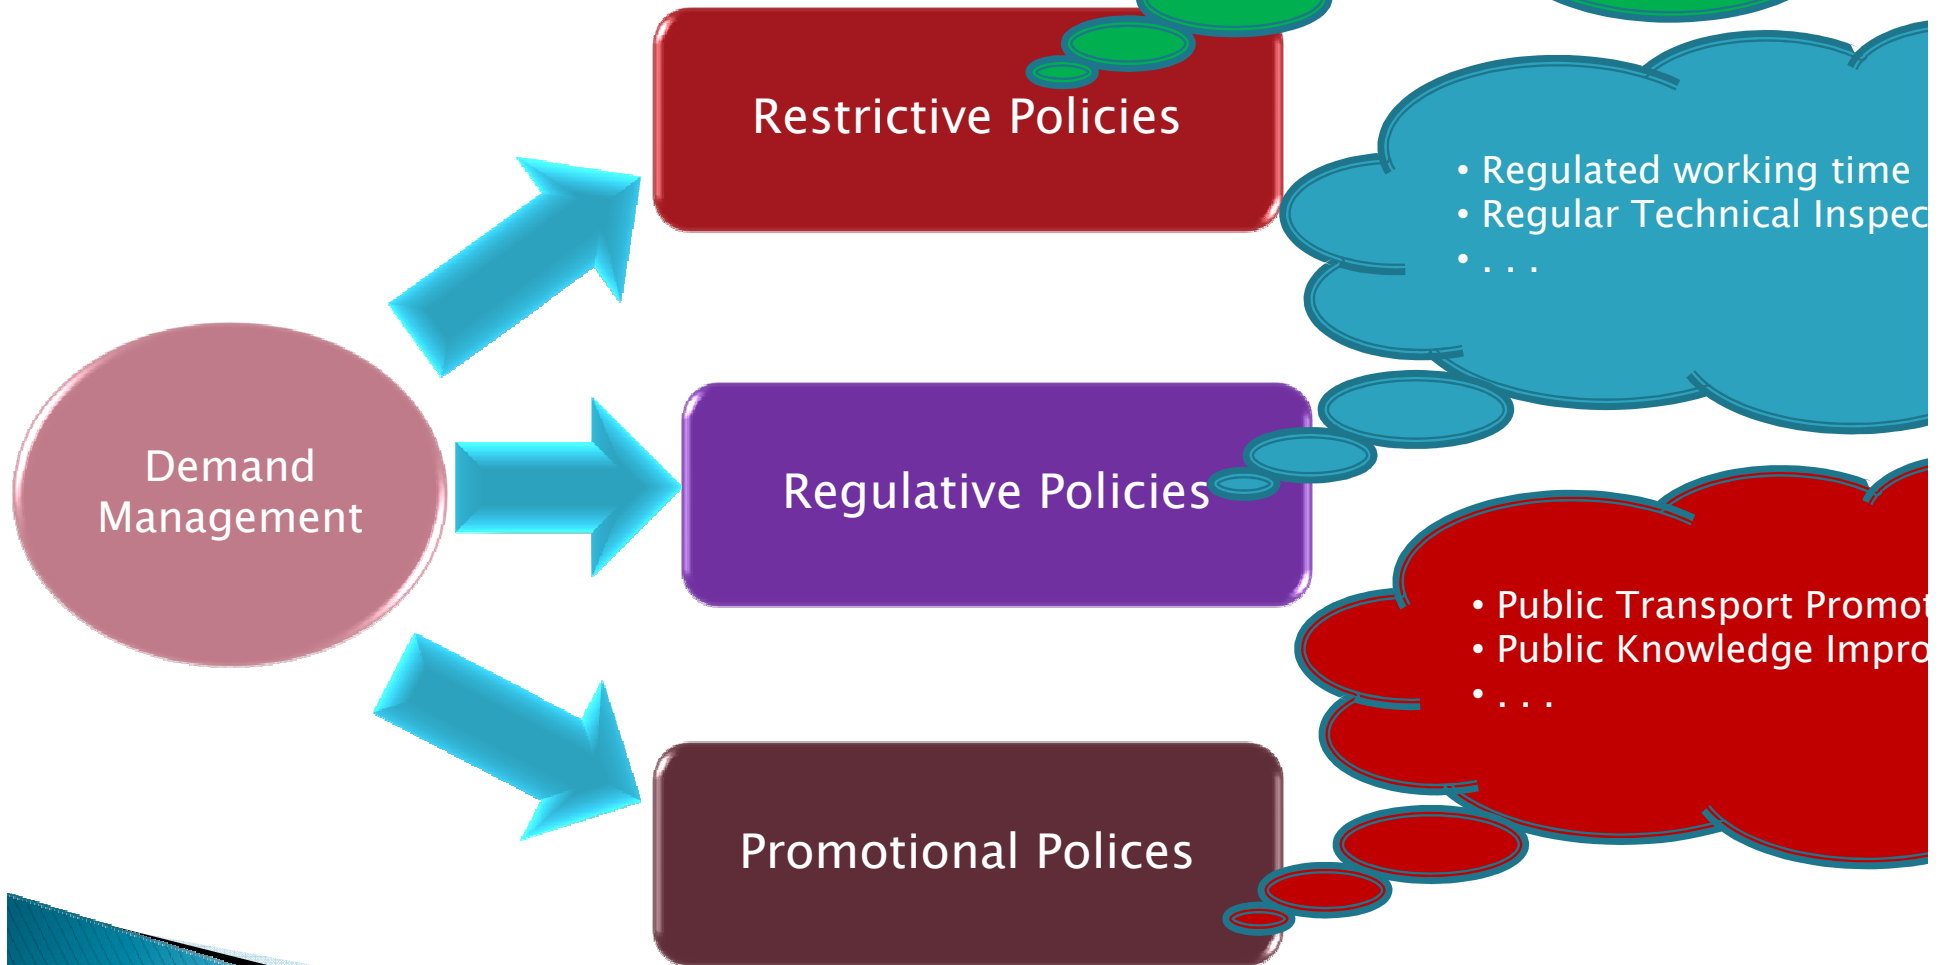 Restrictive Policies
• Regulated working time
• Regular Technical Inspec
• . . .
Demand
Management
Regulative Policies
• Public Transport Promot
• Public Knowledge Impro
• . . .
Promotional Polices